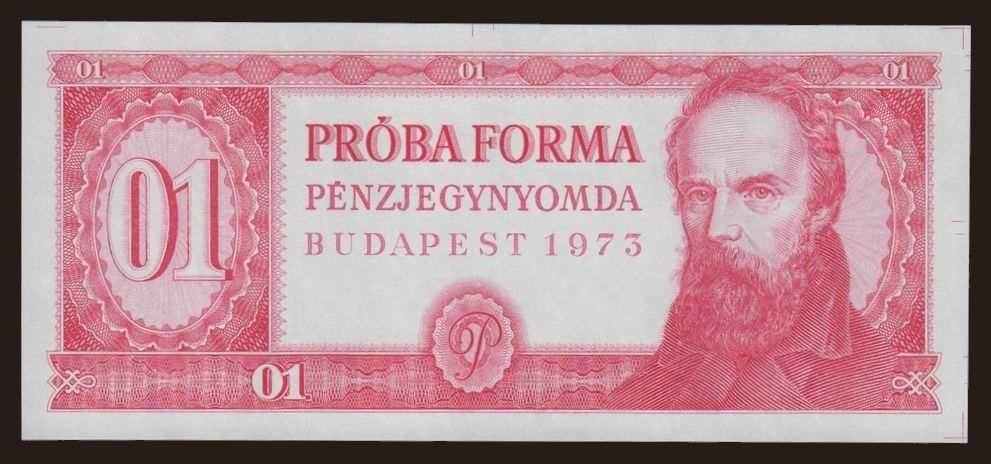 01 01 01
PRÓBA FORMA
PÉNZJEGYNYOMDA
BUDAPEST 1973
01
P
01